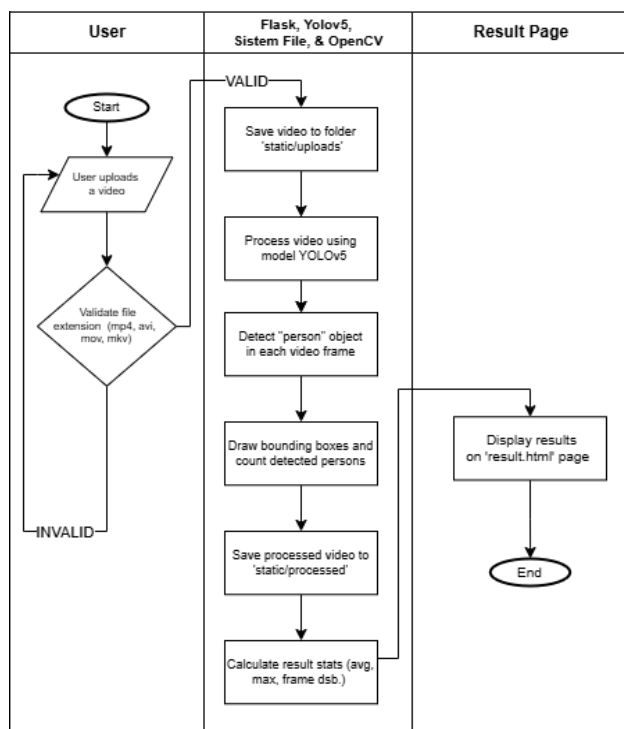 User
Flask, Yolov5,
Sistem File, & OpenCV
Result Page
Start
User uploads
a video
Validate file
extension (mp4, avi,
mov, mkv)
INVALID
VALID
Save video to folder
'static/uploads'
Process video using
model YOLOv5
Detect "person" object
in each video frame
Draw bounding boxes and
count detected persons
Save processed video to
'static/processed'
Calculate result stats (avg,
max, frame dsb.)
Display results
on 'result.html' page
End